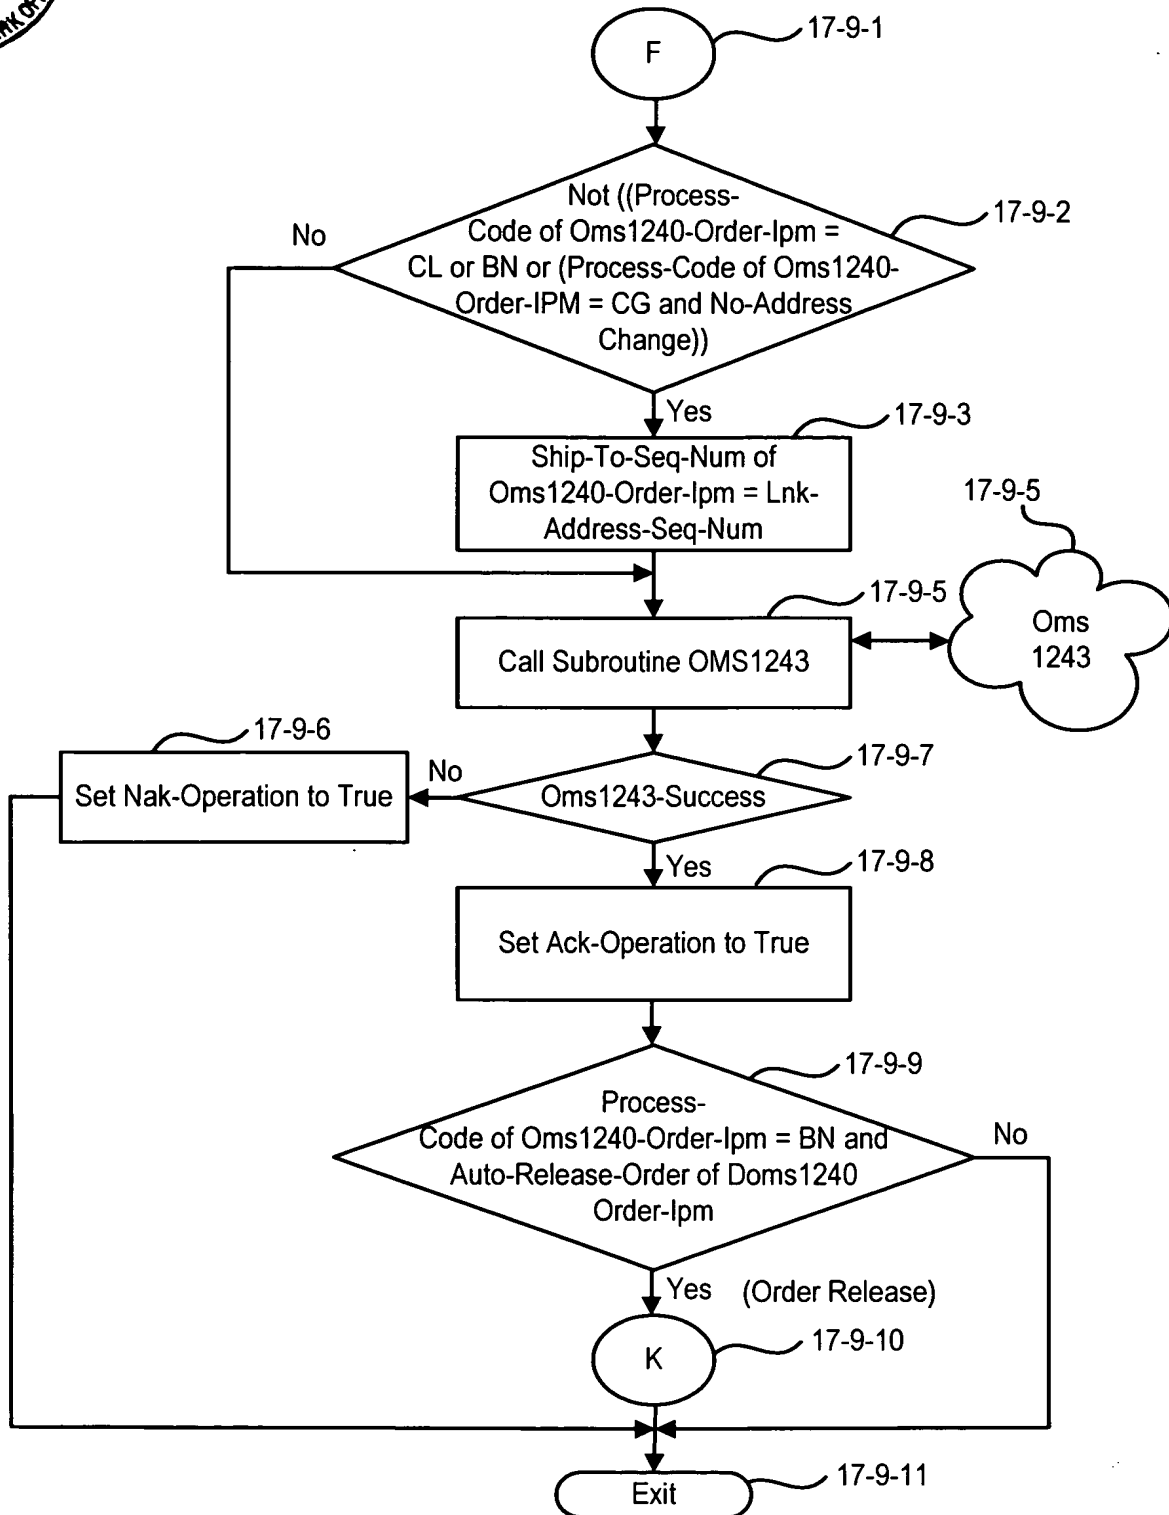 F
17-9-1
Not ((Process-
Code of Oms1240-Order-Ipm =
CL or BN or (Process-Code of Oms1240-
Order-IPM = CG and No-Address
Change))
17-9-2
No
Yes
17-9-3
Ship-To-Seq-Num of
Oms1240-Order-Ipm = Lnk-
Address-Seq-Num
17-9-5
Oms
1243
17-9-5
Call Subroutine OMS1243
17-9-6
Set Nak-Operation to True
No
17-9-7
Oms1243-Success
Yes
17-9-8
Set Ack-Operation to True
17-9-9
Process-
Code of Oms1240-Order-Ipm = BN and
Auto-Release-Order of Doms1240
Order-Ipm
No
Yes (Order Release)
K
17-9-10
17-9-11
Exit